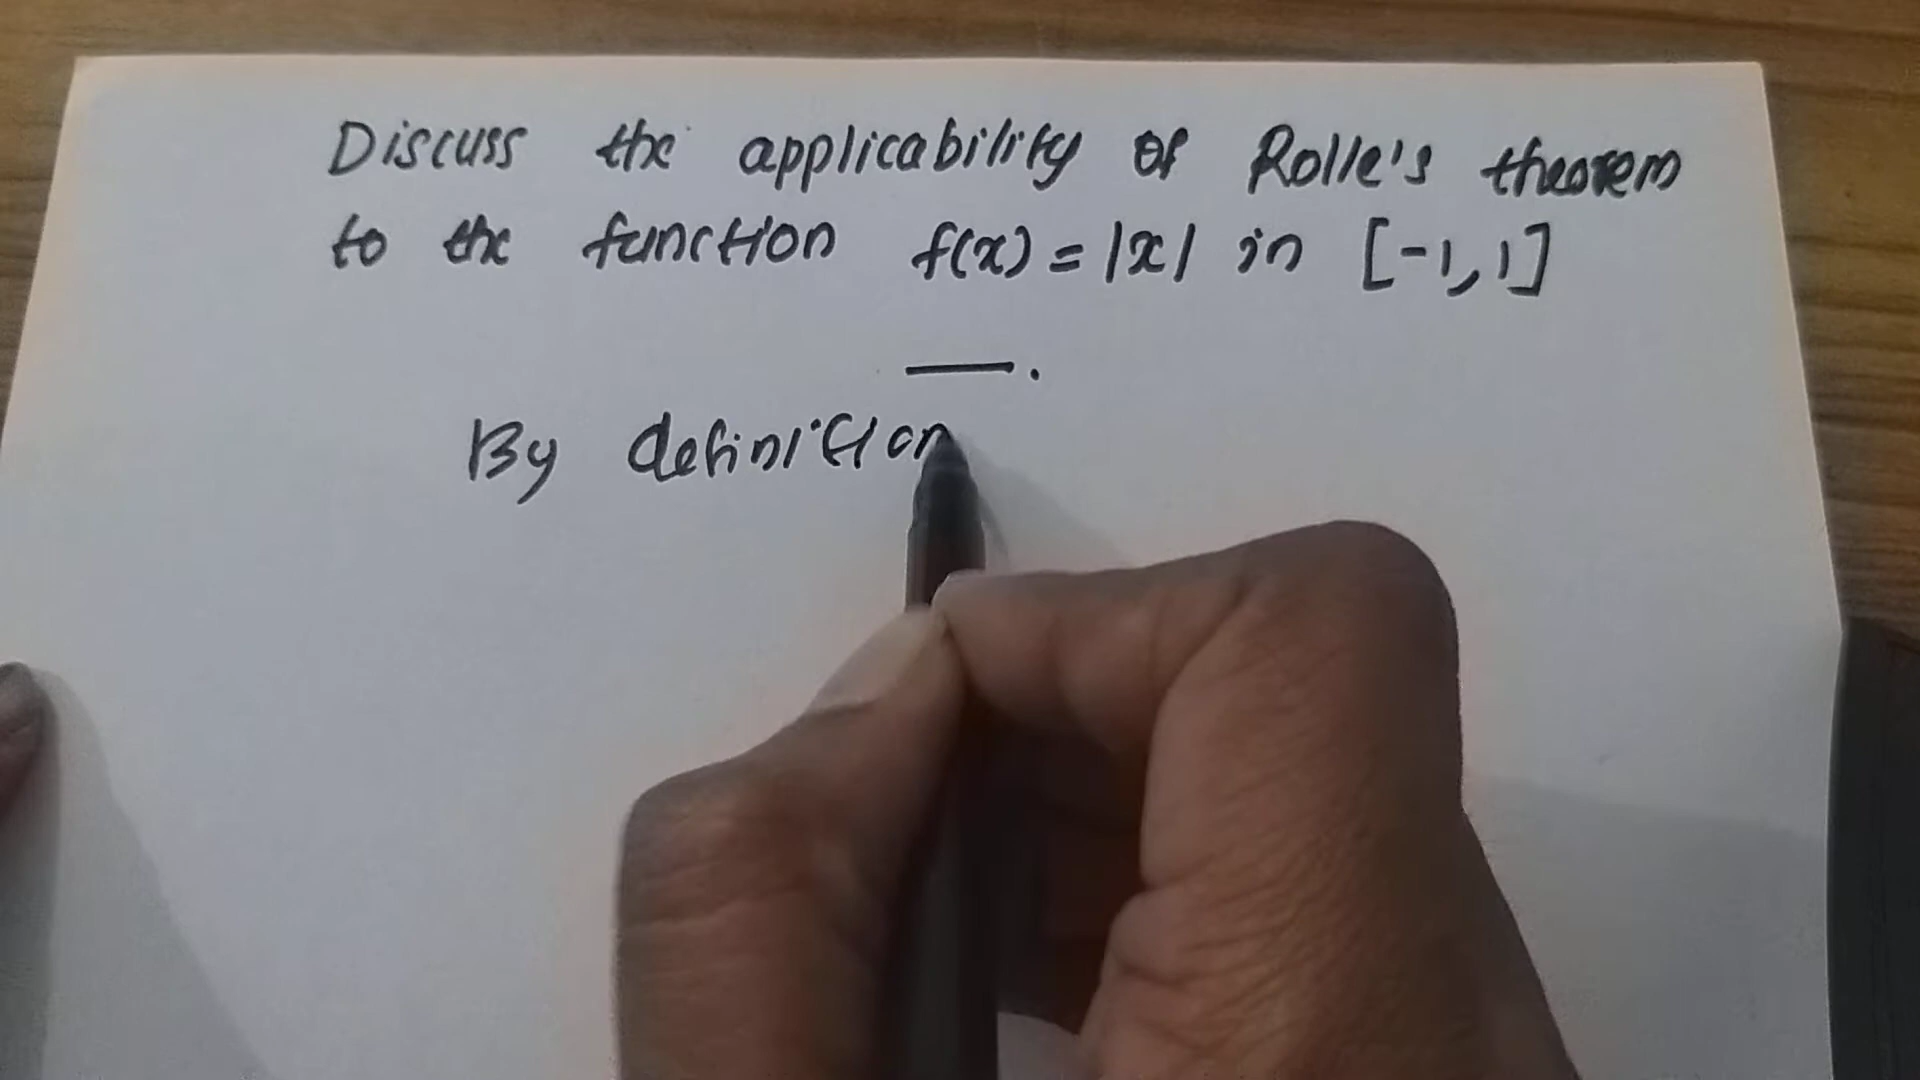 Discuss the applicability of Rolle's theorem
to the function f(x) = |x| in [-1, 1]
By definition